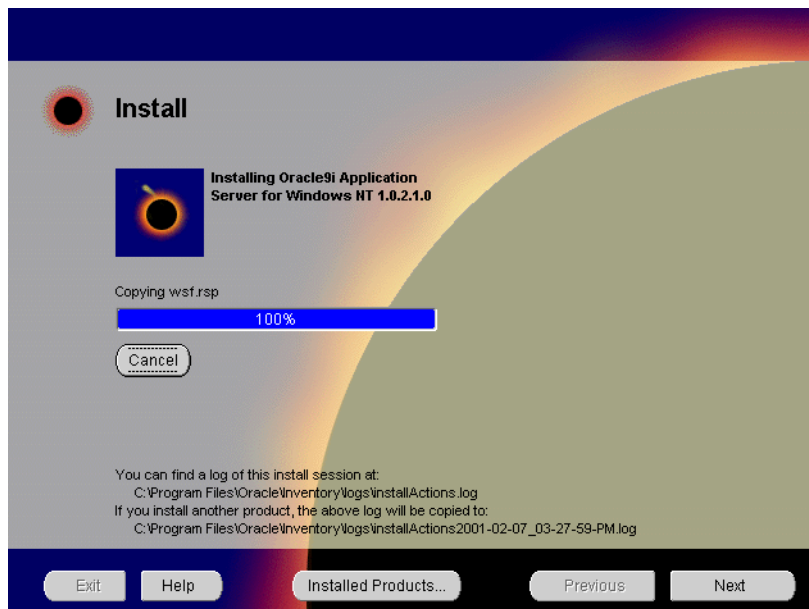 Install
Installing Oracle9i Application
Server for Windows NT 1.0.2.1.0
Copying wsf.rsp
100%
Cancel
You can find a log of this install session at:
C:\Program Files\Oracle\Inventory\logs\installActions.log
If you install another product, the above log will be copied to:
C:\Program Files\Oracle\Inventory\logs\installActions2001-02-07_03-27-59-PM.log
Exit
Help
Installed Products...
Previous
Next